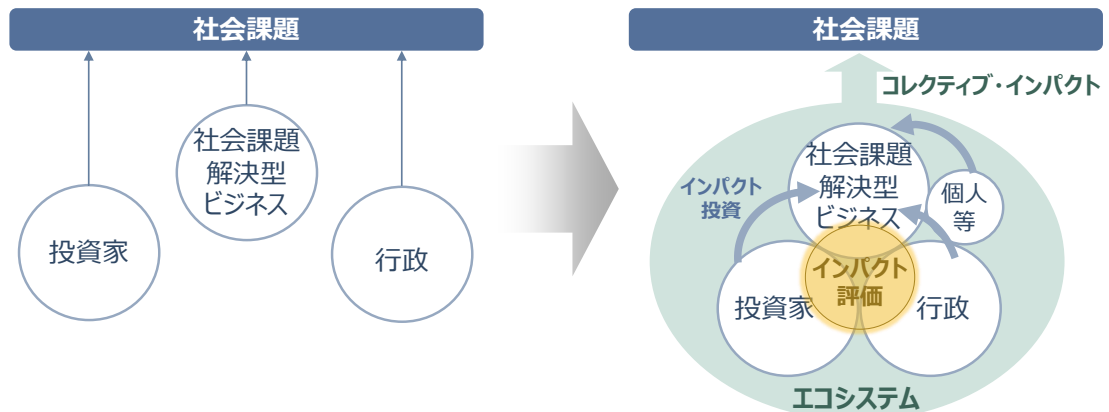 社会課題
社会課題
解決型
ビジネス
投資家
行政
社会課題
コレクティブ・インパクト
社会課題
解決型
ビジネス
インパクト
投資
個人
等
インパクト
評価
投資家
行政
エコシステム